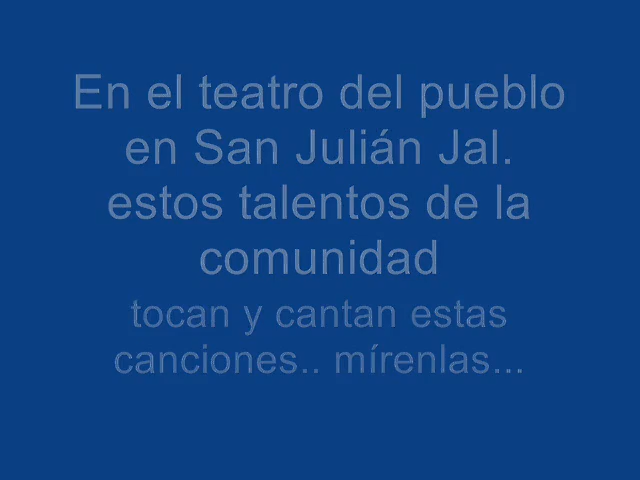 En el teatro del pueblo
en San Julián Jal.
estos talentos de la
comunidad
tocan y cantan estas
canciones.. mírenlas...